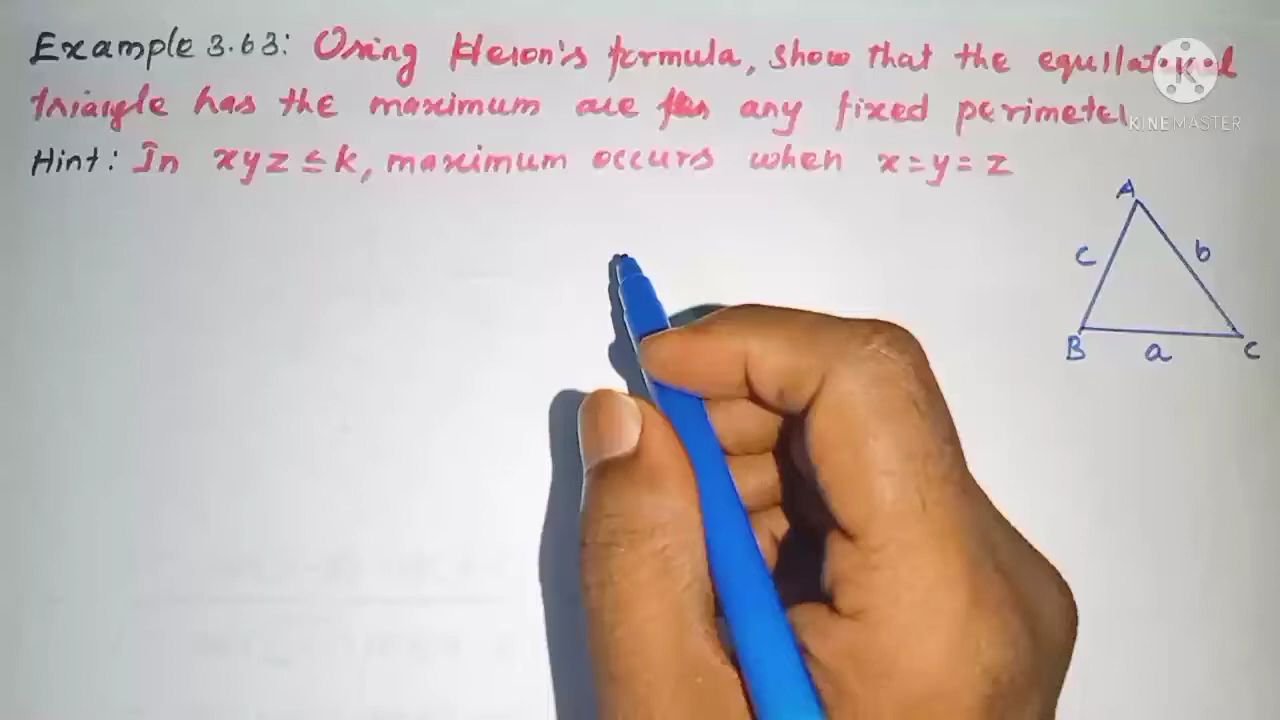 Example 3.63: Using Heron's formula, show that the equilateral
triangle has the maximum are for any fixed perimeter
K
KINEMASTER
Hint: In xyz ≤ k, maximum occurs when x = y = z
A
c
b
B
a
C